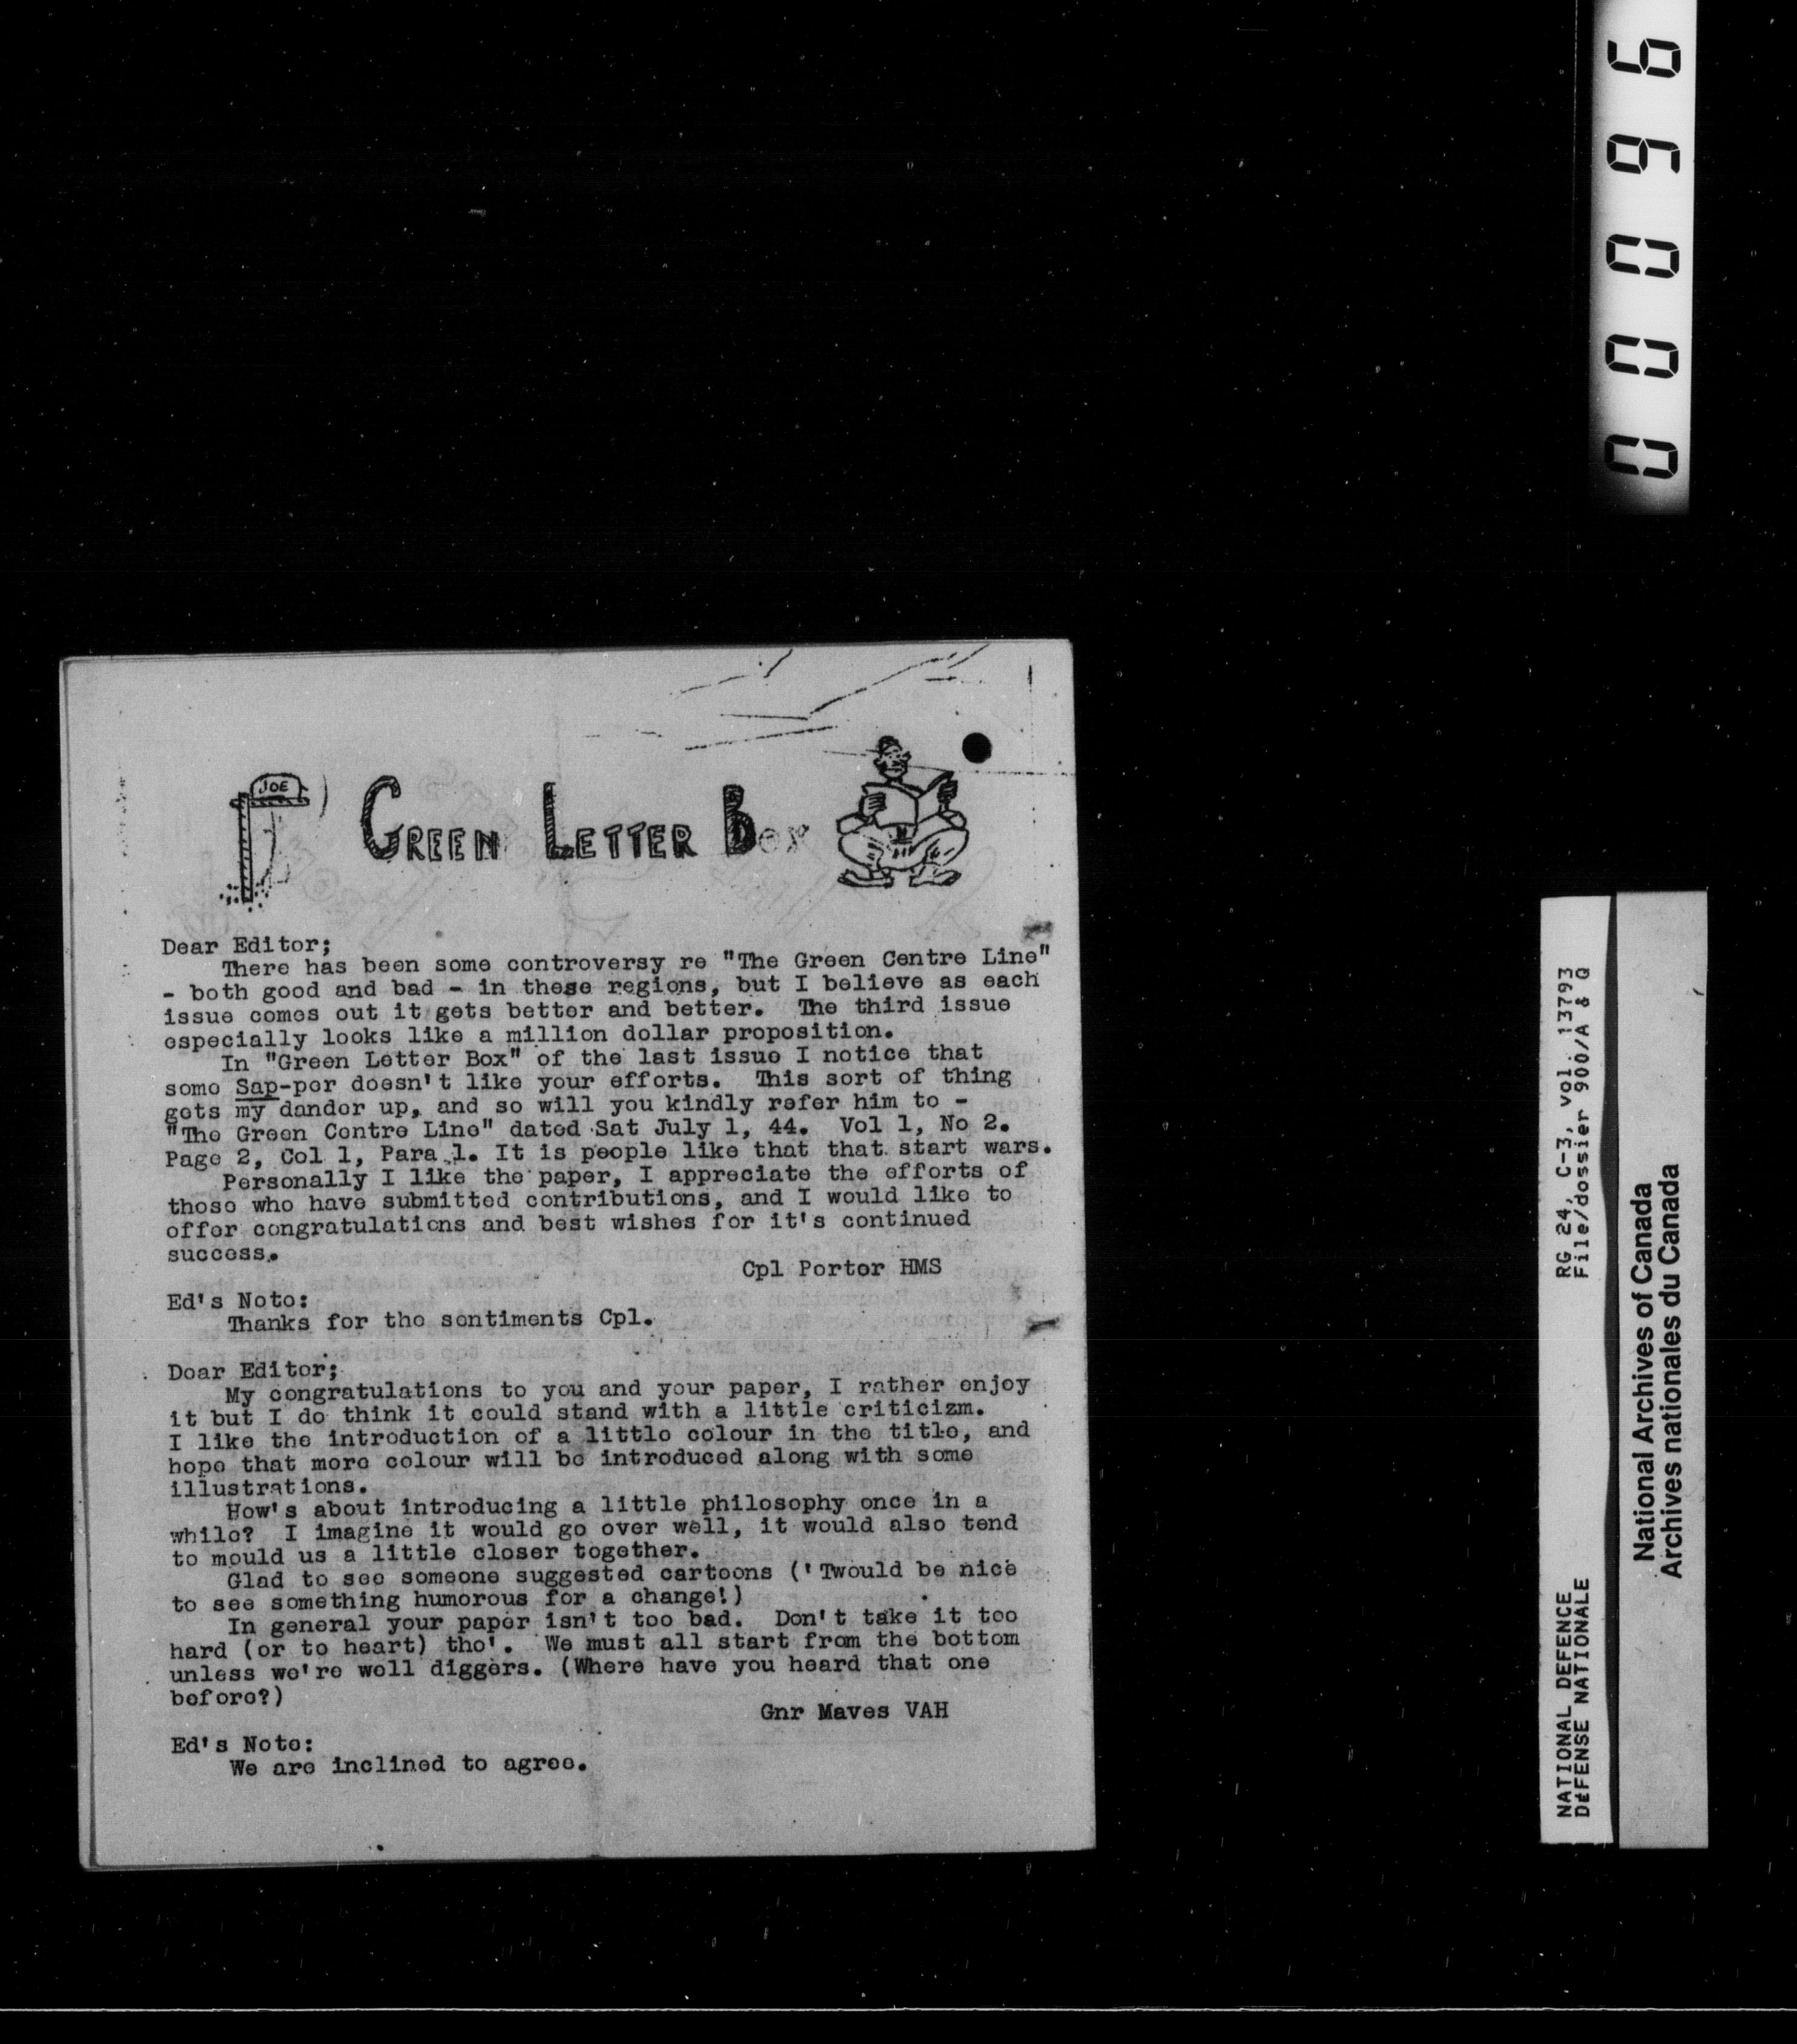 00096
JOE
GREEN LETTER Box
Dear Editor;
There has been some controversy re "The Green Centre Line"
- both good and bad - in these regions, but I believe as each
issue comes out it gets better and better. The third issue
especially looks like a million dollar proposition.
In "Green Letter Box" of the last issue I notice that
some Sap-per doesn't like your efforts. This sort of thing
gets my dander up, and so will you kindly refer him to -
"The Green Centre Line" dated Sat July 1, 44. Vol 1, No 2.
Page 2, Col 1, Para 1. It is people like that that start wars.
Personally I like the paper, I appreciate the efforts of
those who have submitted contributions, and I would like to
offer congratulations and best wishes for it's continued
success.
Cpl Porter HMS
Ed's Note:
Thanks for the sentiments Cpl.
Dear Editor;
My congratulations to you and your paper, I rather enjoy
it but I do think it could stand with a little criticizm.
I like the introduction of a little colour in the title, and
hope that more colour will be introduced along with some
illustrations.
How's about introducing a little philosophy once in a
while? I imagine it would go over well, it would also tend
to mould us a little closer together.
Glad to see someone suggested cartoons ('Twould be nice
to see something humorous for a change!)
In general your paper isn't too bad. Don't take it too
hard (or to heart) tho'. We must all start from the bottom
unless we're well diggers. (Where have you heard that one
before?)
Gnr Maves VAH
Ed's Note:
We are inclined to agree.
NATIONAL DEFENCE RG 24, C-3, vol. 13793
DÉFENSE NATIONALE File/dossier 900/A & Q
National Archives of Canada
Archives nationales du Canada